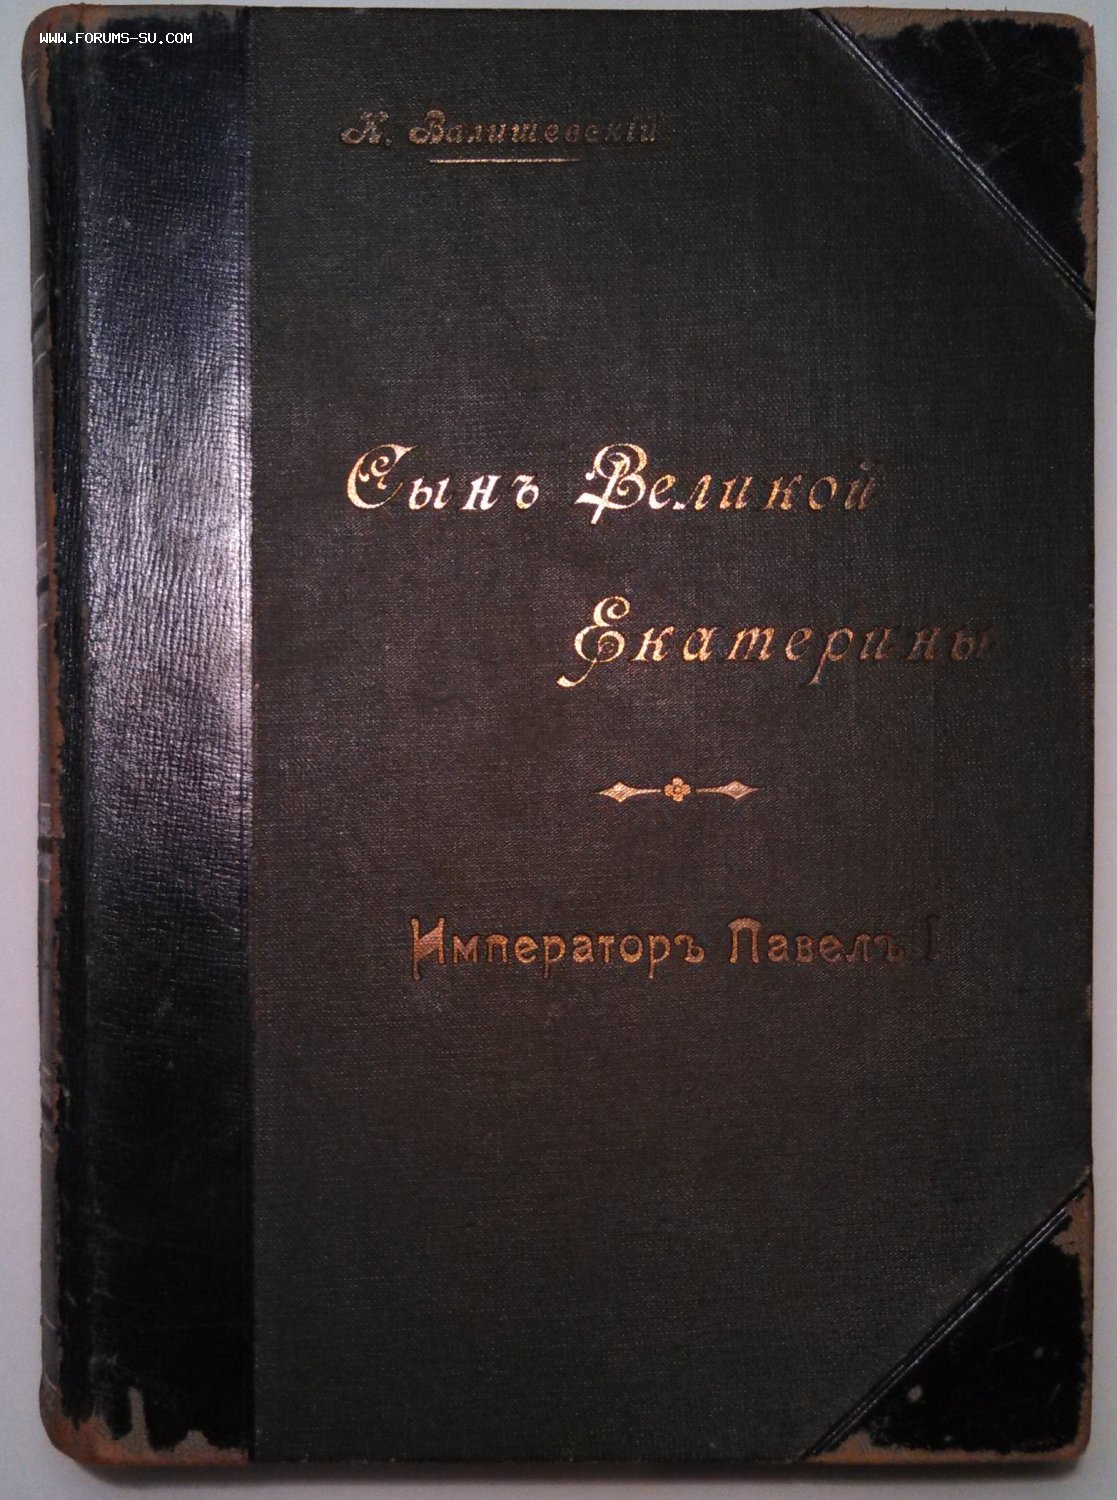 WWW.FORUMS-SU.COM
К. Валишевскій
Сынъ Великой
Екатерины
Императоръ Павелъ I